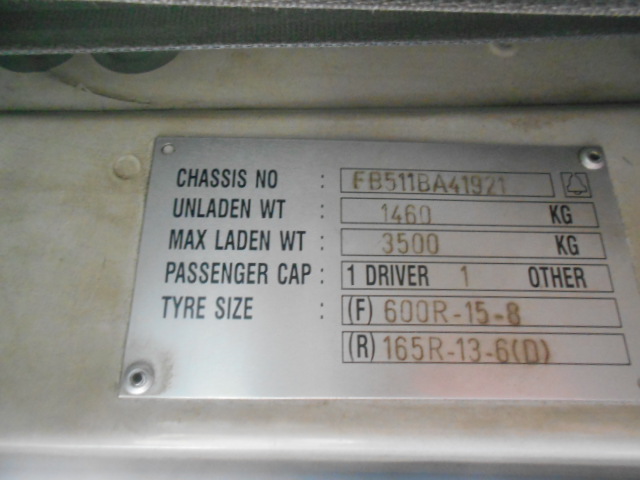 CHASSIS NO : FB511BA41921
UNLADEN WT : 1460 KG
MAX LADEN WT : 3500 KG
PASSENGER CAP : 1 DRIVER 1 OTHER
TYRE SIZE : (F) 600R-15-8
(R) 165R-13-6(D)